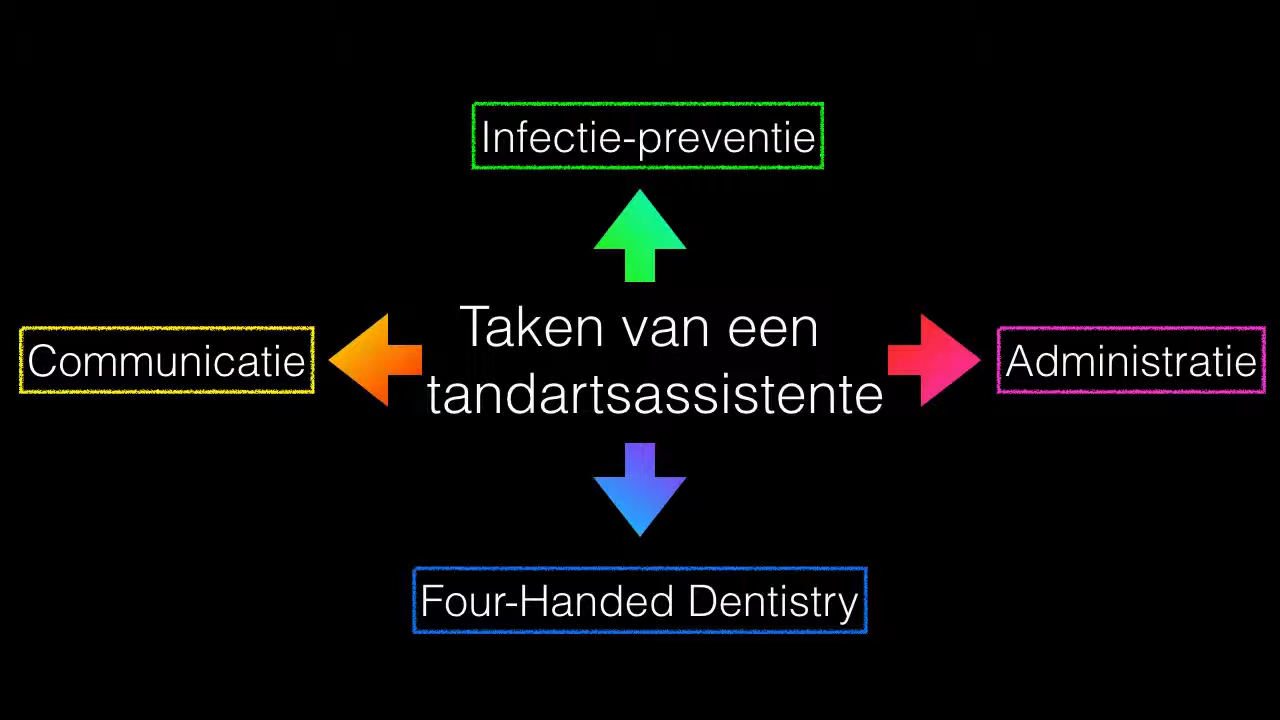 Infectie-preventie
Taken van een
tandartsassistente
Communicatie
Administratie
Four-Handed Dentistry